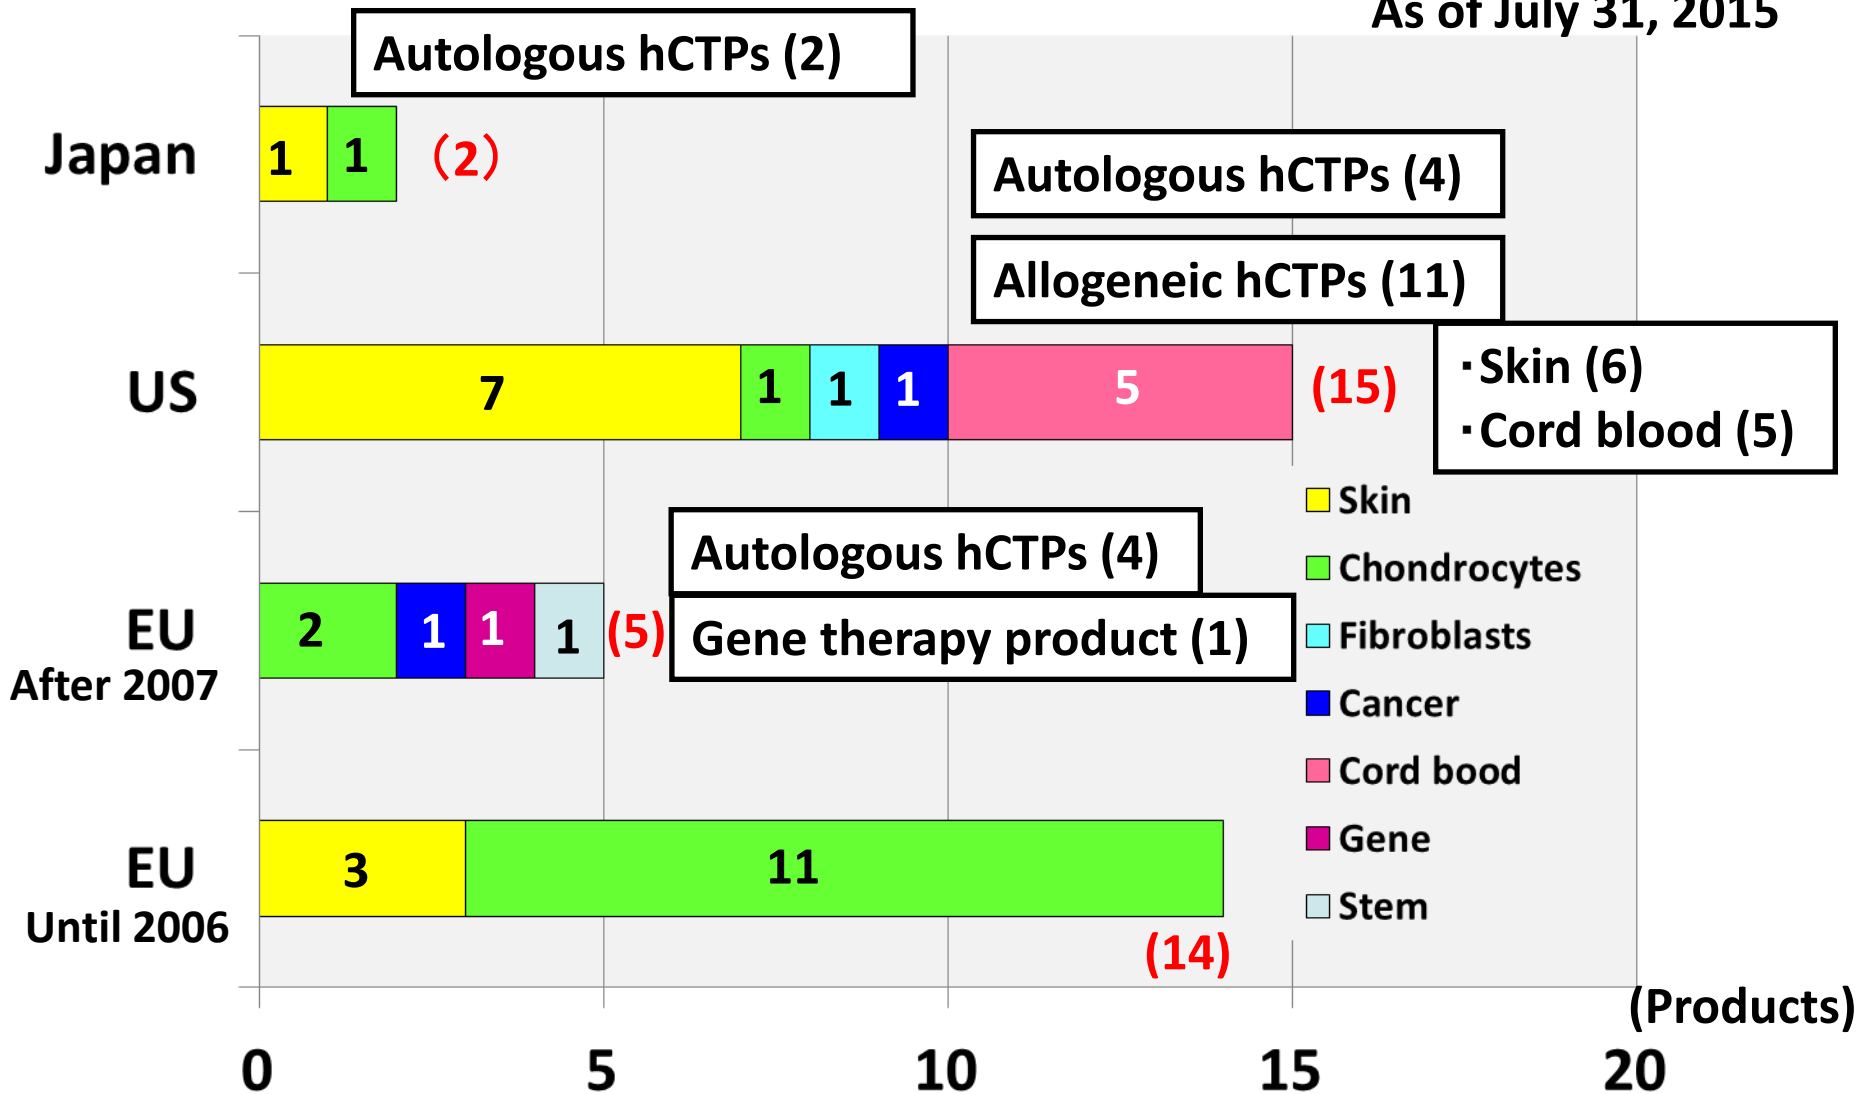 As of July 31, 2015
Autologous hCTPs (2)
Japan
1
1
(2)
Autologous hCTPs (4)
Allogeneic hCTPs (11)
US
7
1
1
1
5
(15)
・Skin (6)
・Cord blood (5)
EU
After 2007
2
1
1
1
(5)
Autologous hCTPs (4)
Gene therapy product (1)
Skin
Chondrocytes
Fibroblasts
Cancer
Cord bood
Gene
Stem
EU
Until 2006
3
11
(14)
(Products)
0 5 10 15 20